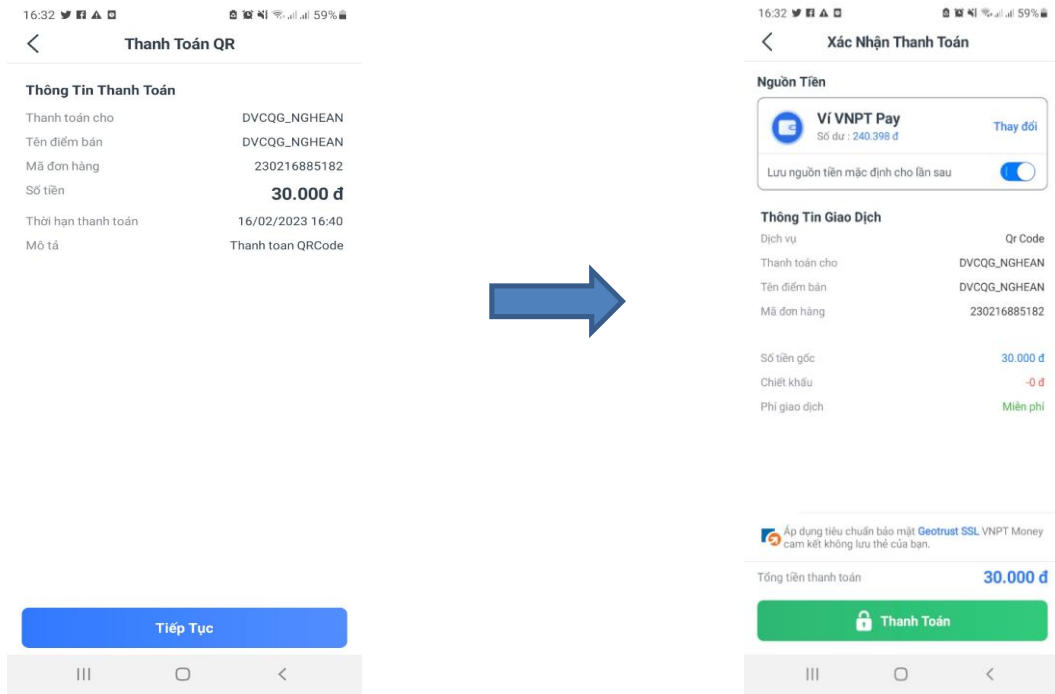 16:32
59%
Thanh Toán QR
Thông Tin Thanh Toán
Thanh toán cho DVCQG_NGHEAN
Tên điểm bán DVCQG_NGHEAN
Mã đơn hàng 230216885182
Số tiền 30.000 đ
Thời hạn thanh toán 16/02/2023 16:40
Mô tả Thanh toan QRCode
Tiếp Tục
16:32
59%
Xác Nhận Thanh Toán
Nguồn Tiền
Ví VNPT Pay
Số dư : 240.398 đ
Thay đổi
Lưu nguồn tiền mặc định cho lần sau
Thông Tin Giao Dịch
Dịch vụ Qr Code
Thanh toán cho DVCQG_NGHEAN
Tên điểm bán DVCQG_NGHEAN
Mã đơn hàng 230216885182
Số tiền gốc 30.000 đ
Chiết khấu -0 đ
Phí giao dịch Miễn phí
Áp dụng tiêu chuẩn bảo mật Geotrust SSL VNPT Money
cam kết không lưu thẻ của bạn.
Tổng tiền thanh toán 30.000 đ
Thanh Toán